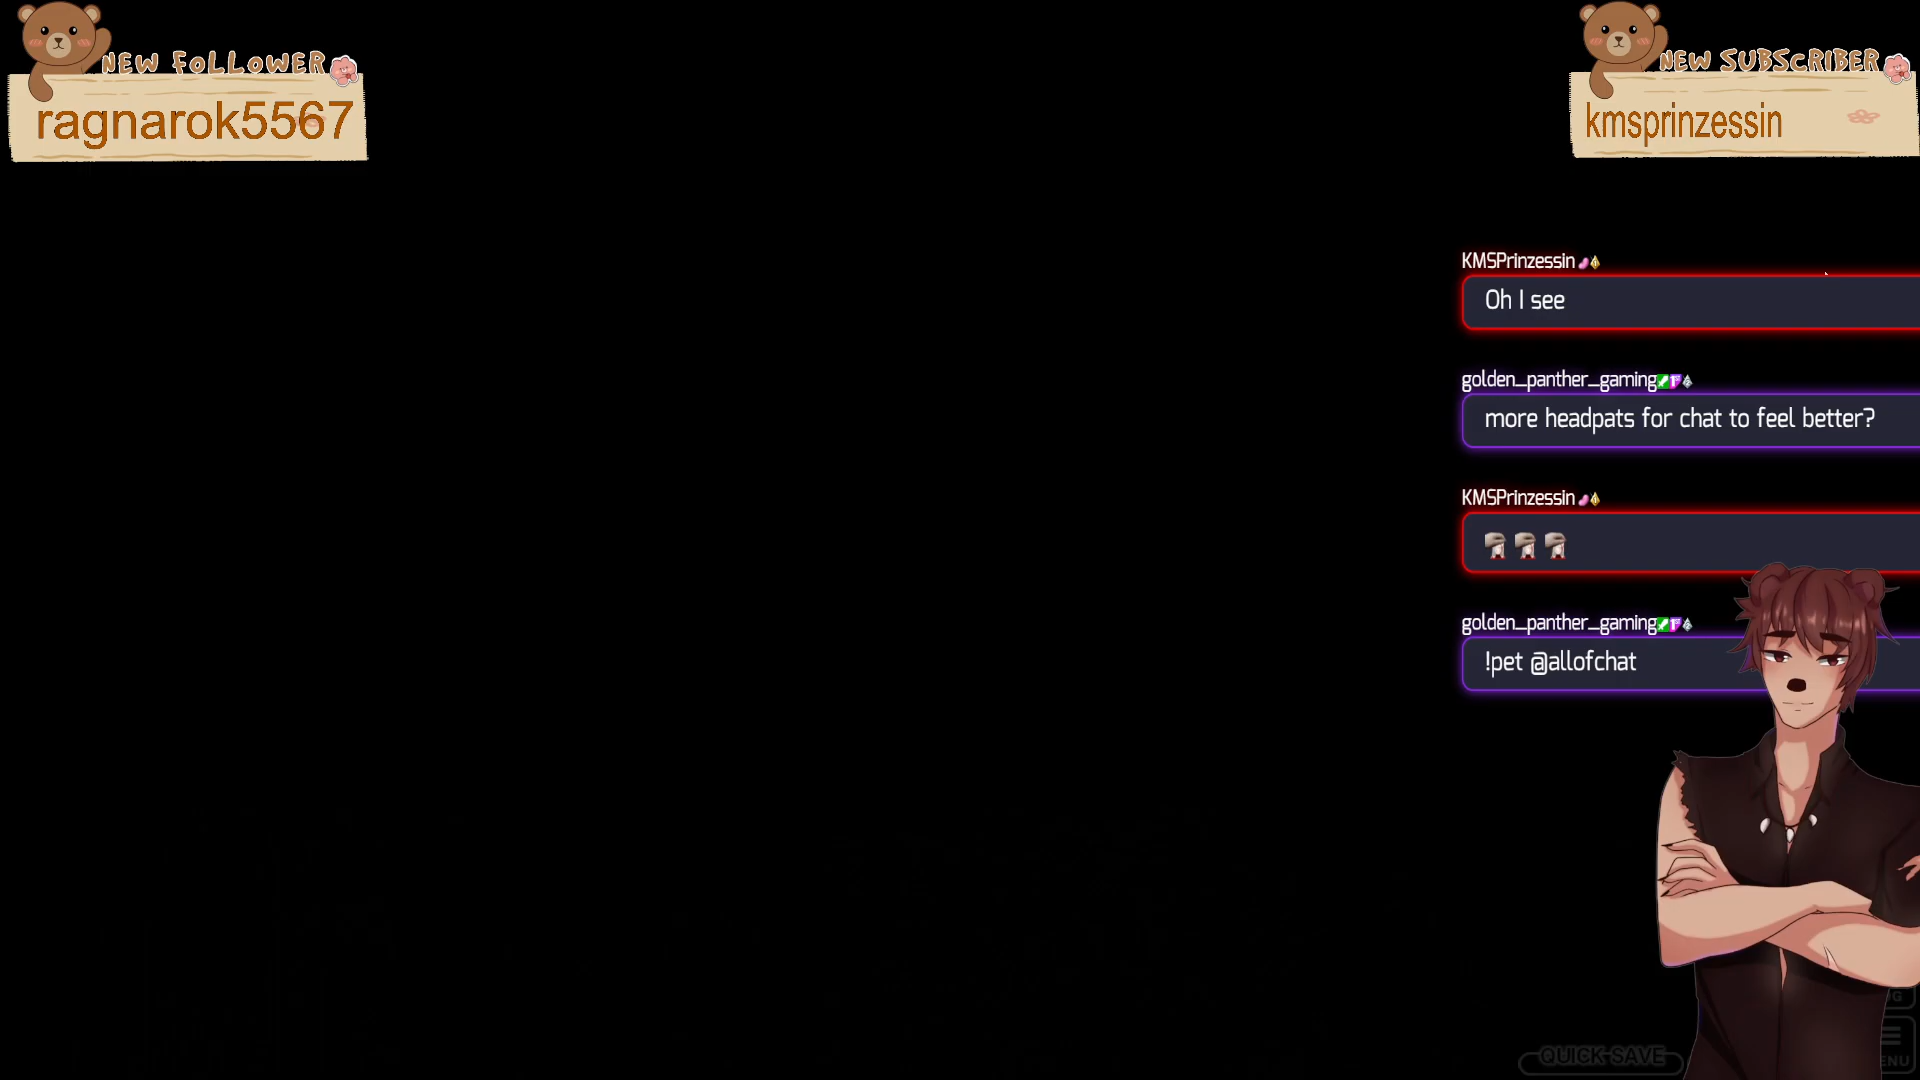 NEW FOLLOWER
ragnarok5567
NEW SUBSCRIBER
kmsprinzessin
KMSPrinzessin
Oh I see
golden_panther_gaming
more headpats for chat to feel better?
KMSPrinzessin
golden_panther_gaming
!pet @allofchat
QUICK SAVE